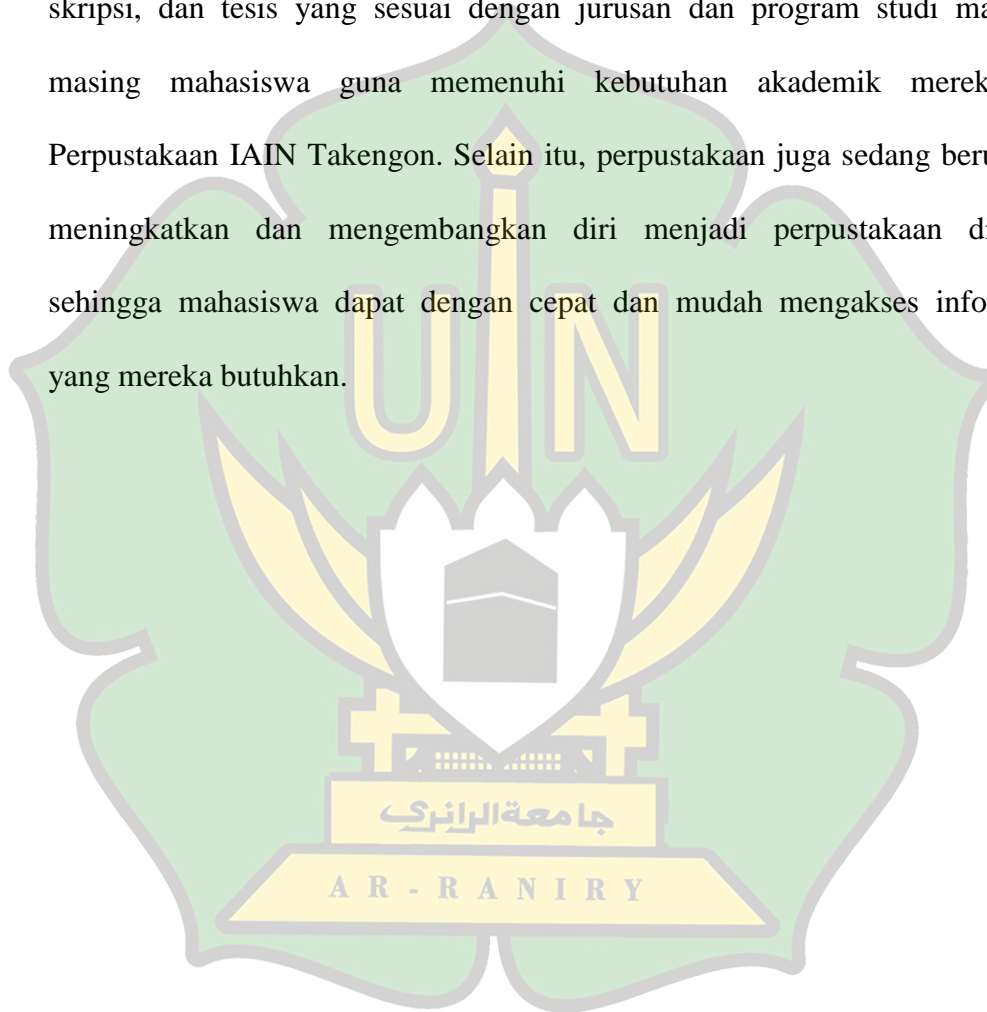 skripsi, dan tesis yang sesuai dengan jurusan dan program studi ma
masing mahasiswa guna memenuhi kebutuhan akademik merek
Perpustakaan IAIN Takengon. Selain itu, perpustakaan juga sedang beru
meningkatkan dan mengembangkan diri menjadi perpustakaan di
sehingga mahasiswa dapat dengan cepat dan mudah mengakses info
yang mereka butuhkan.
UIN
جامعة الرانري
AR-RANIRY